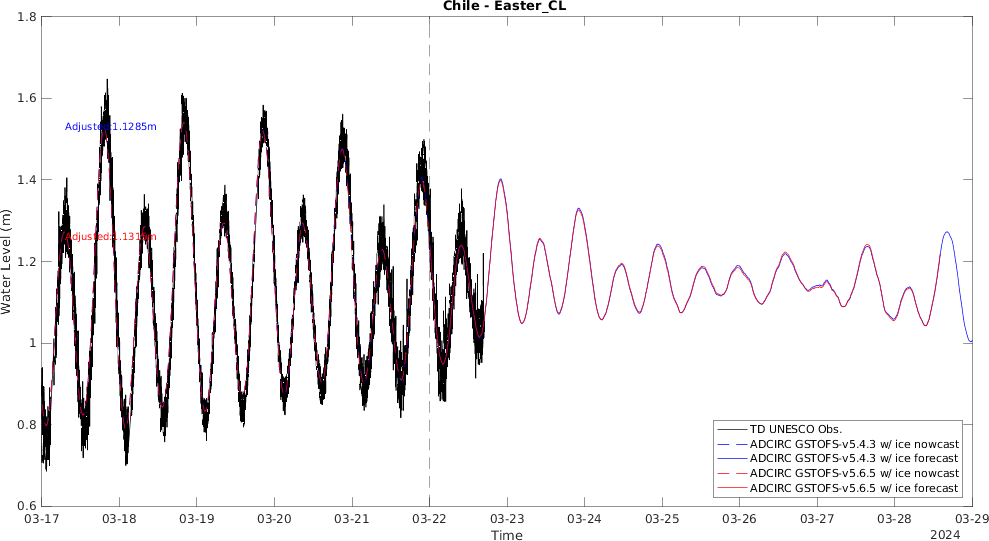 Chile - Easter_CL
1.8
1.6
1.4
1.2
1
0.8
0.6
Water Level (m)
Adjusted:1.1285m
03-17
03-18
03-19
03-20
03-21
03-22
03-23
03-24
03-25
03-26
03-27
03-28
03-29
Time
2024
TD UNESCO Obs.
ADCIRC GSTOFS-v5.4.3 w/ ice nowcast
ADCIRC GSTOFS-v5.4.3 w/ ice forecast
ADCIRC GSTOFS-v5.6.5 w/ ice nowcast
ADCIRC GSTOFS-v5.6.5 w/ ice forecast